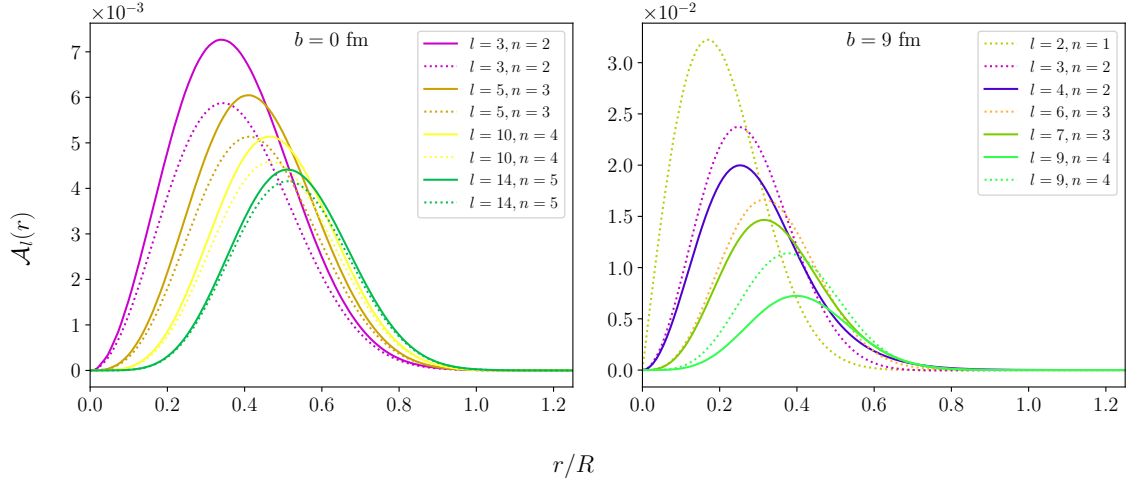 ×10⁻³
b = 0 fm
l = 3, n = 2
l = 3, n = 2
l = 5, n = 3
l = 5, n = 3
l = 10, n = 4
l = 10, n = 4
l = 14, n = 5
l = 14, n = 5
7
6
5
4
3
2
1
0
0.0 0.2 0.4 0.6 0.8 1.0 1.2
𝒜ₗ(r)
×10⁻²
b = 9 fm
l = 2, n = 1
l = 3, n = 2
l = 4, n = 2
l = 6, n = 3
l = 7, n = 3
l = 9, n = 4
l = 9, n = 4
3.0
2.5
2.0
1.5
1.0
0.5
0.0
0.0 0.2 0.4 0.6 0.8 1.0 1.2
r/R